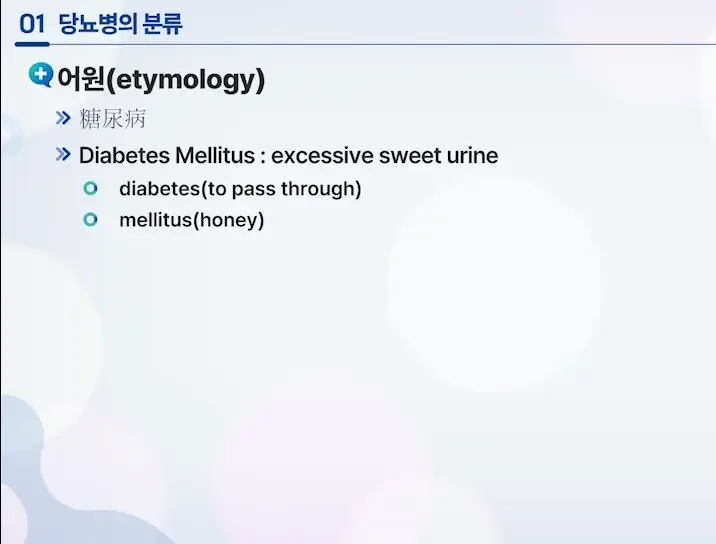 01 당뇨병의 분류
어원(etymology)
糖尿病
Diabetes Mellitus : excessive sweet urine
diabetes(to pass through)
mellitus(honey)